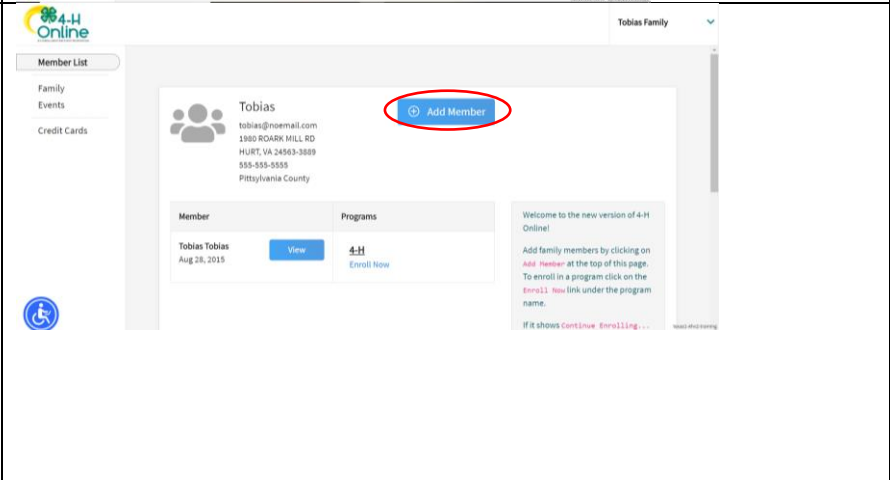 4-H
Online
Tobias Family
Member List
Family
Events
Credit Cards
Tobias
tobias@noemail.com
1980 ROARK MILL RD
HURT, VA 24563-3889
555-555-5555
Pittsylvania County
Add Member
Member
Programs
Tobias Tobias
Aug 28, 2015
View
4-H
Enroll Now
Welcome to the new version of 4-H
Online!
Add family members by clicking on
Add Member at the top of this page.
To enroll in a program click on the
Enroll Now link under the program
name.
If it shows Continue Enrolling...